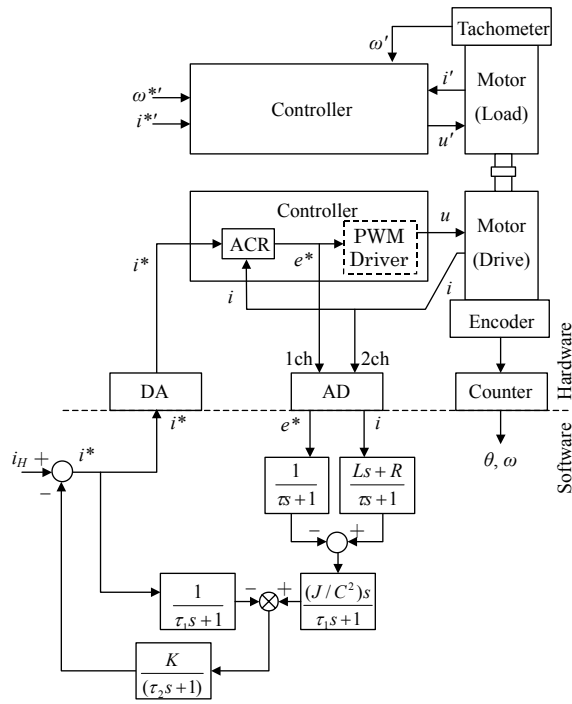 Tachometer
ω′
Motor
(Load)
i′
u′
ω*′
i*′
Controller
Controller
ACR
e*
PWM
Driver
u
Motor
(Drive)
i*
i
i
Encoder
1ch
2ch
DA
AD
Counter
Hardware
Software
i*
e*
i
θ, ω
i_H +
−
i*
1
τs+1
Ls + R
τs+1
−
+
1
τ₁s+1
−
+
(J / C²)s
τ₁s+1
K
(τ₂s+1)